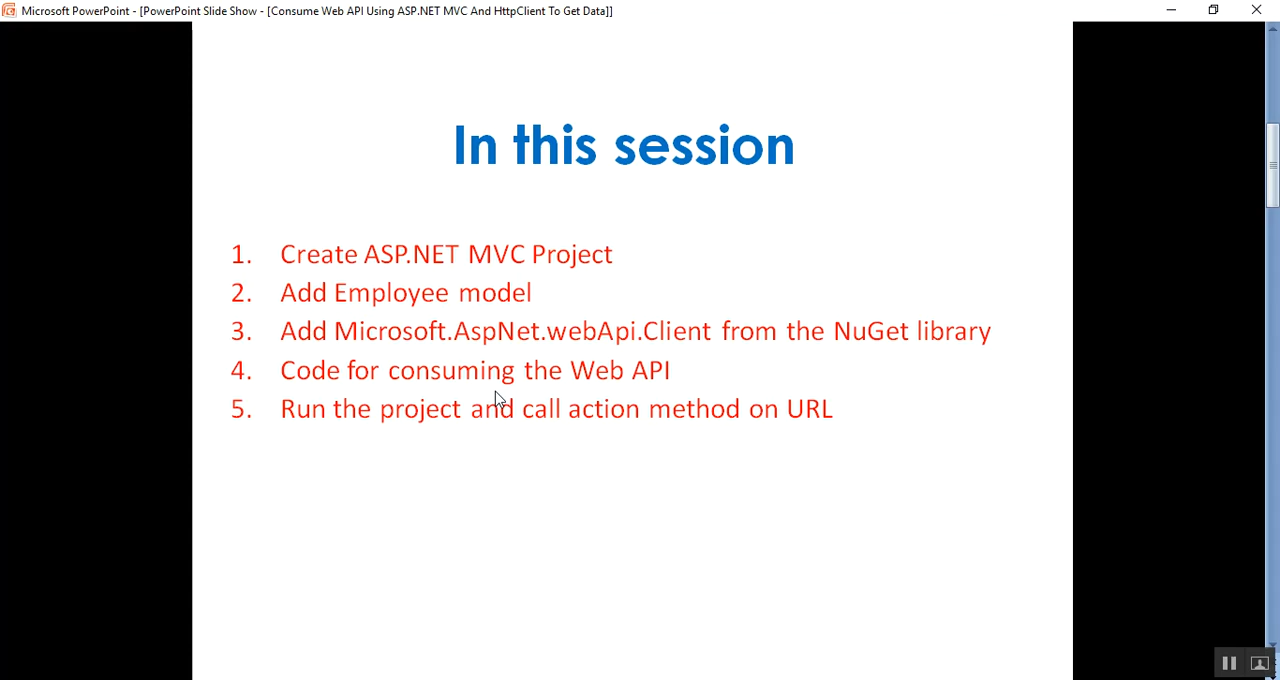 Microsoft PowerPoint - [PowerPoint Slide Show - [Consume Web API Using ASP.NET MVC And HttpClient To Get Data]]
In this session
1. Create ASP.NET MVC Project
2. Add Employee model
3. Add Microsoft.AspNet.webApi.Client from the NuGet library
4. Code for consuming the Web API
5. Run the project and call action method on URL